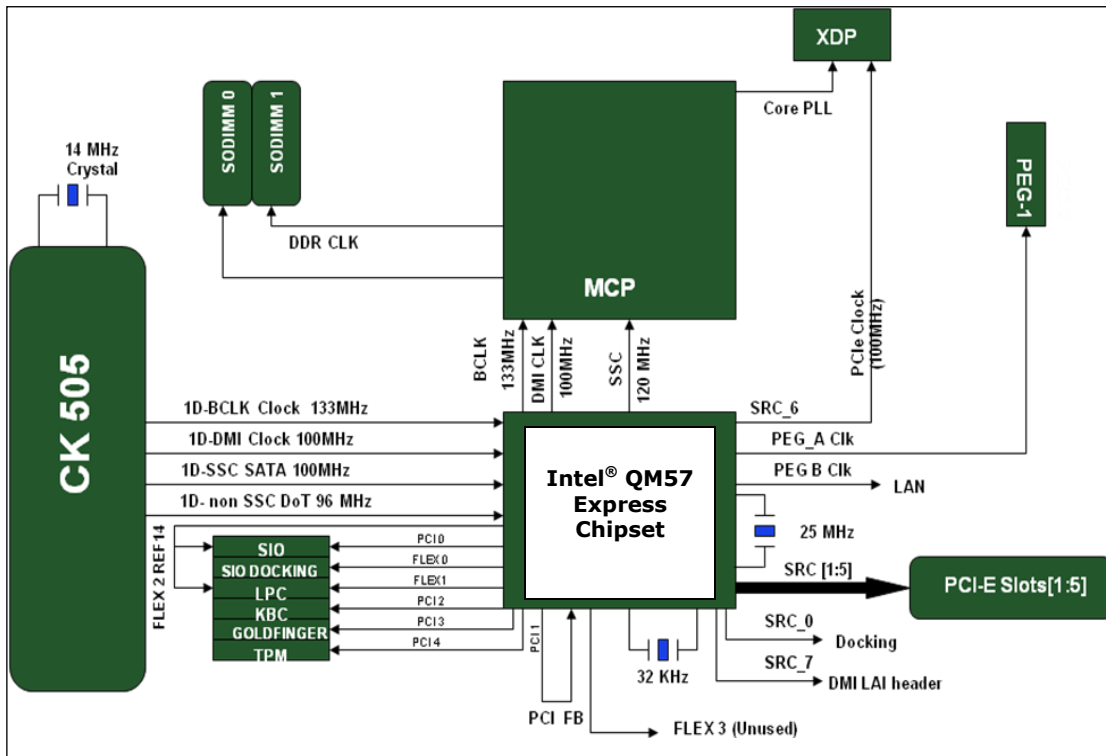 XDP
Core PLL
SODIMM 0
SODIMM 1
14 MHz
Crystal
PEG-1
DDR CLK
MCP
CK 505
BCLK
133MHz
DMI CLK
100MHz
SSC
120 MHz
PCIe Clock
(100MHz)
1D-BCLK Clock 133MHz
1D-DMI Clock 100MHz
1D-SSC SATA 100MHz
1D- non SSC DoT 96 MHz
Intel® QM57
Express
Chipset
SRC_6
PEG_A Clk
PEG B Clk
LAN
25 MHz
SRC [1:5]
PCI-E Slots[1:5]
FLEX 2 REF14
SIO
SIO DOCKING
LPC
KBC
GOLDFINGER
TPM
PCI0
FLEX0
FLEX1
PCI2
PCI3
PCI4
PCI1
PCI FB
32 KHz
SRC_0
Docking
SRC_7
DMI LAI header
FLEX 3 (Unused)